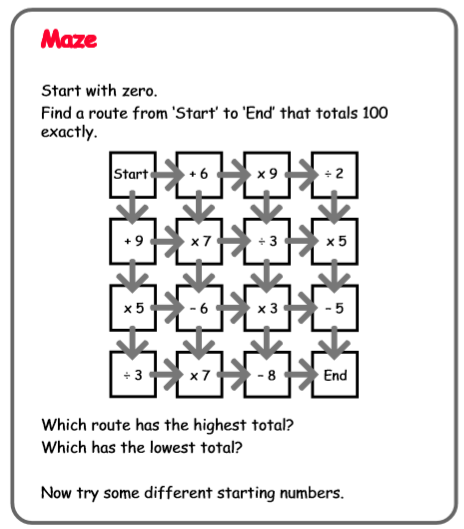 Maze
Start with zero.
Find a route from 'Start' to 'End' that totals 100
exactly.
Start + 6 x 9 ÷ 2
+ 9 x 7 ÷ 3 x 5
x 5 - 6 x 3 - 5
÷ 3 x 7 - 8 End
Which route has the highest total?
Which has the lowest total?
Now try some different starting numbers.